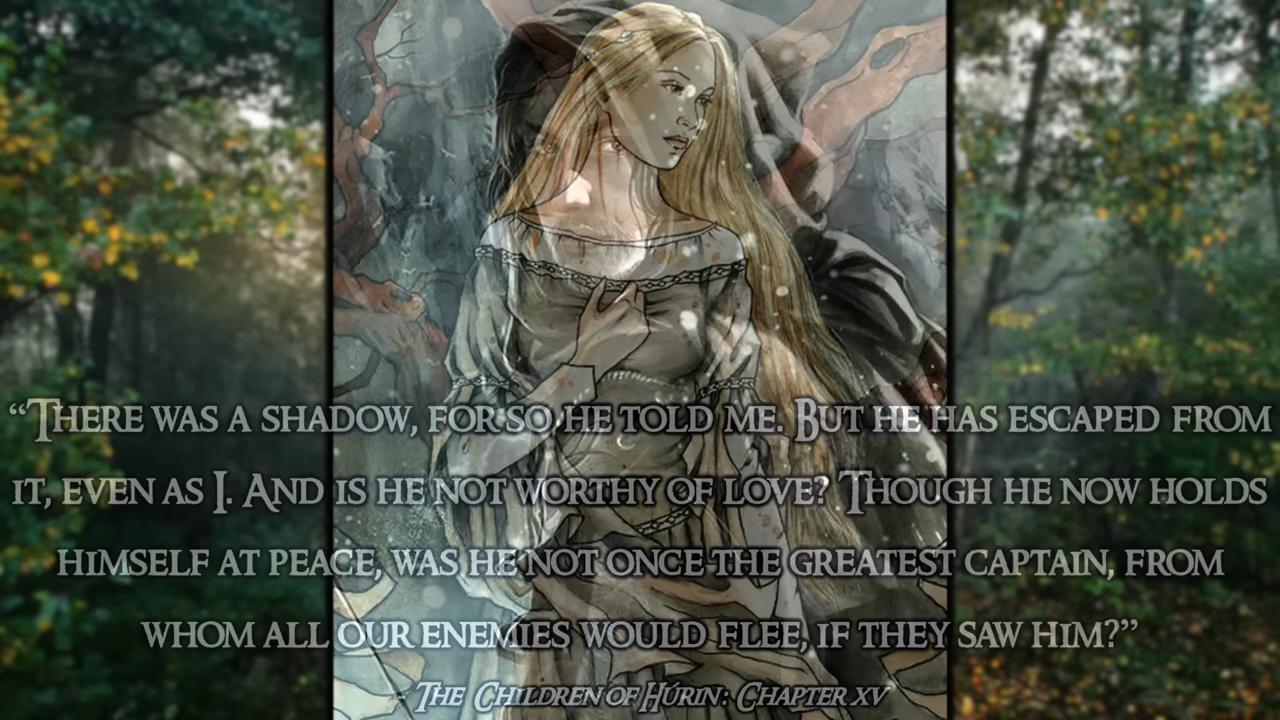 “There was a shadow, for so he told me. But he has escaped from
it, even as I. And is he not worthy of love? Though he now holds
himself at peace, was he not once the greatest captain, from
whom all our enemies would flee, if they saw him?”
- The Children of Húrin: Chapter XV